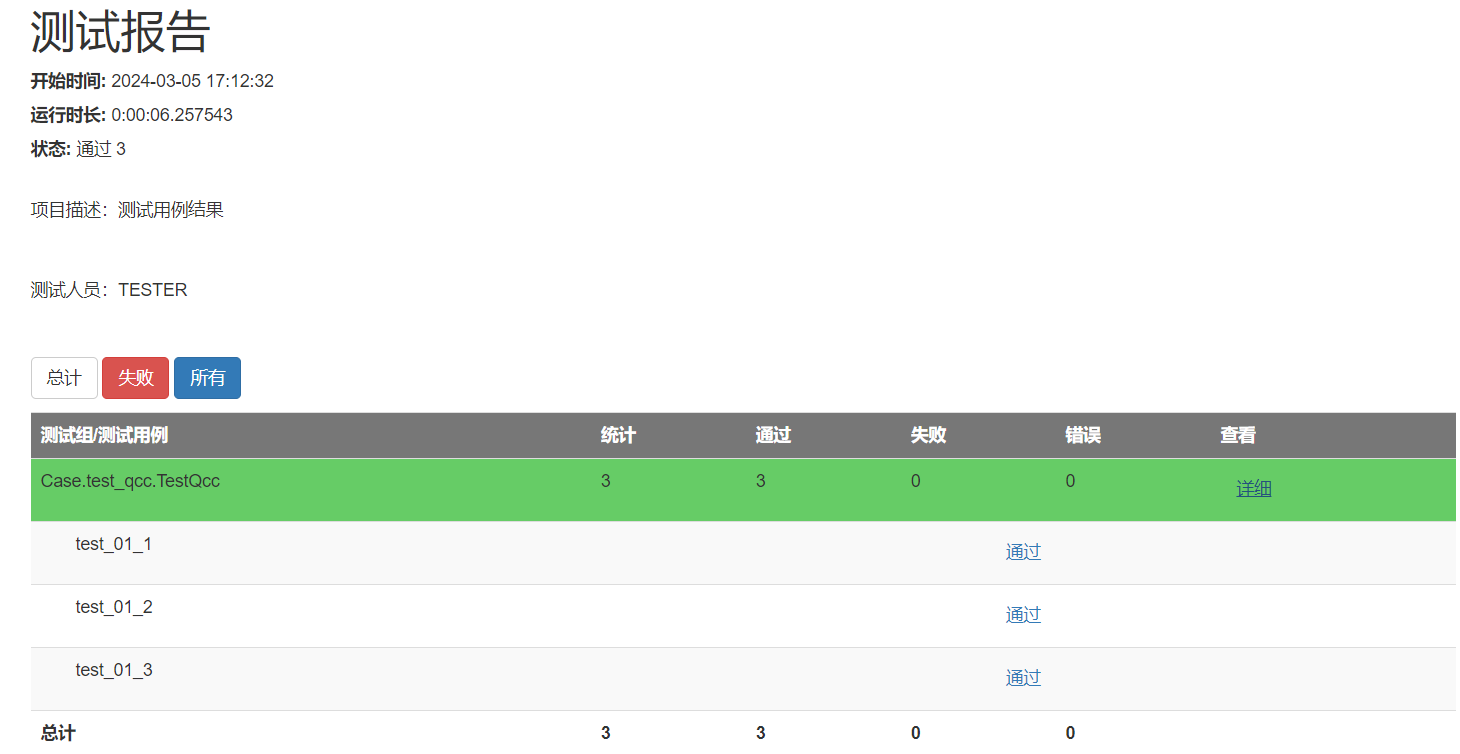 测试报告
开始时间: 2024-03-05 17:12:32
运行时长: 0:00:06.257543
状态: 通过 3
项目描述：测试用例结果
测试人员：TESTER
总计 失败 所有
测试组/测试用例 统计 通过 失败 错误 查看
Case.test_qcc.TestQcc 3 3 0 0 详细
test_01_1 通过
test_01_2 通过
test_01_3 通过
总计 3 3 0 0